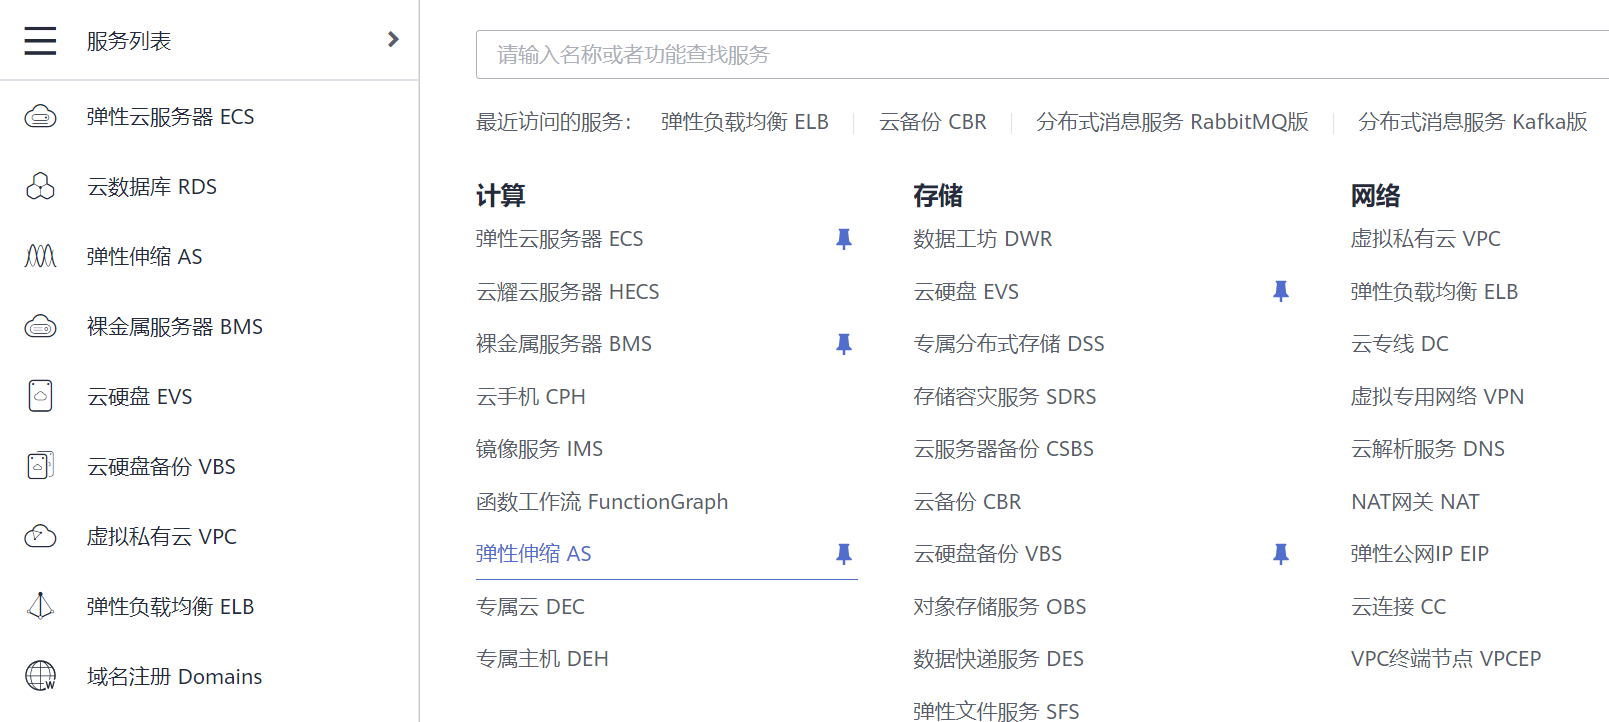 服务列表
弹性云服务器 ECS
云数据库 RDS
弹性伸缩 AS
裸金属服务器 BMS
云硬盘 EVS
云硬盘备份 VBS
虚拟私有云 VPC
弹性负载均衡 ELB
域名注册 Domains
请输入名称或者功能查找服务
最近访问的服务： 弹性负载均衡 ELB 云备份 CBR 分布式消息服务 RabbitMQ版 分布式消息服务 Kafka版
计算
弹性云服务器 ECS
云耀云服务器 HECS
裸金属服务器 BMS
云手机 CPH
镜像服务 IMS
函数工作流 FunctionGraph
弹性伸缩 AS
专属云 DEC
专属主机 DEH
存储
数据工坊 DWR
云硬盘 EVS
专属分布式存储 DSS
存储容灾服务 SDRS
云服务器备份 CSBS
云备份 CBR
云硬盘备份 VBS
对象存储服务 OBS
数据快递服务 DES
弹性文件服务 SFS
网络
虚拟私有云 VPC
弹性负载均衡 ELB
云专线 DC
虚拟专用网络 VPN
云解析服务 DNS
NAT网关 NAT
弹性公网IP EIP
云连接 CC
VPC终端节点 VPCEP